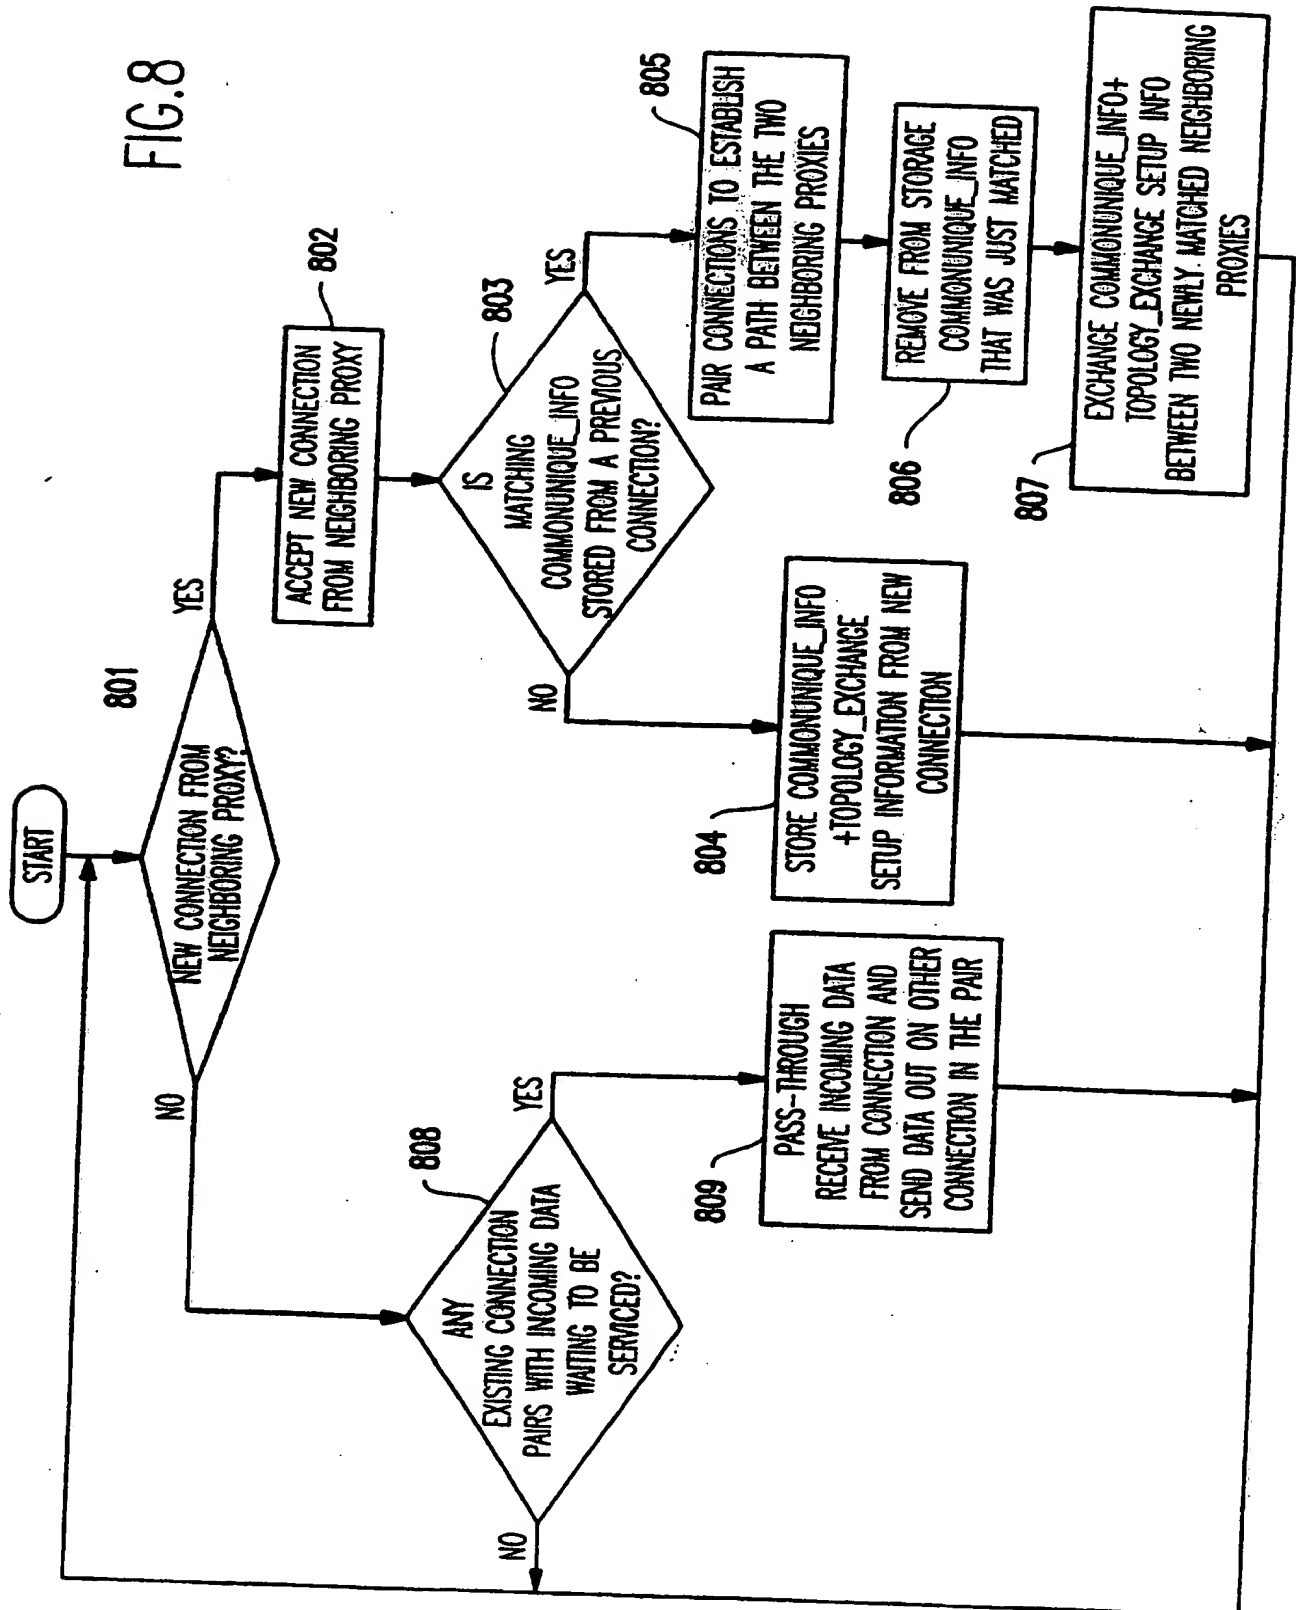 FIG.8
START
801
NEW CONNECTION FROM
NEIGHBORING PROXY?
YES
NO
802
ACCEPT NEW CONNECTION
FROM NEIGHBORING PROXY
803
IS
MATCHING
COMMONUNIQUE_INFO
STORED FROM A PREVIOUS
CONNECTION?
YES
NO
805
PAIR CONNECTIONS TO ESTABLISH
A PATH BETWEEN THE TWO
NEIGHBORING PROXIES
806
REMOVE FROM STORAGE
COMMONUNIQUE_INFO
THAT WAS JUST MATCHED
807
EXCHANGE COMMONUNIQUE_INFO+
TOPOLOGY_EXCHANGE SETUP INFO
BETWEEN TWO NEWLY MATCHED NEIGHBORING
PROXIES
804
STORE COMMONUNIQUE_INFO
+TOPOLOGY_EXCHANGE
SETUP INFORMATION FROM NEW
CONNECTION
808
ANY
EXISTING CONNECTION
PAIRS WITH INCOMING DATA
WAITING TO BE
SERVICED?
YES
NO
809
PASS-THROUGH
RECEIVE INCOMING DATA
FROM CONNECTION AND
SEND DATA OUT ON OTHER
CONNECTION IN THE PAIR